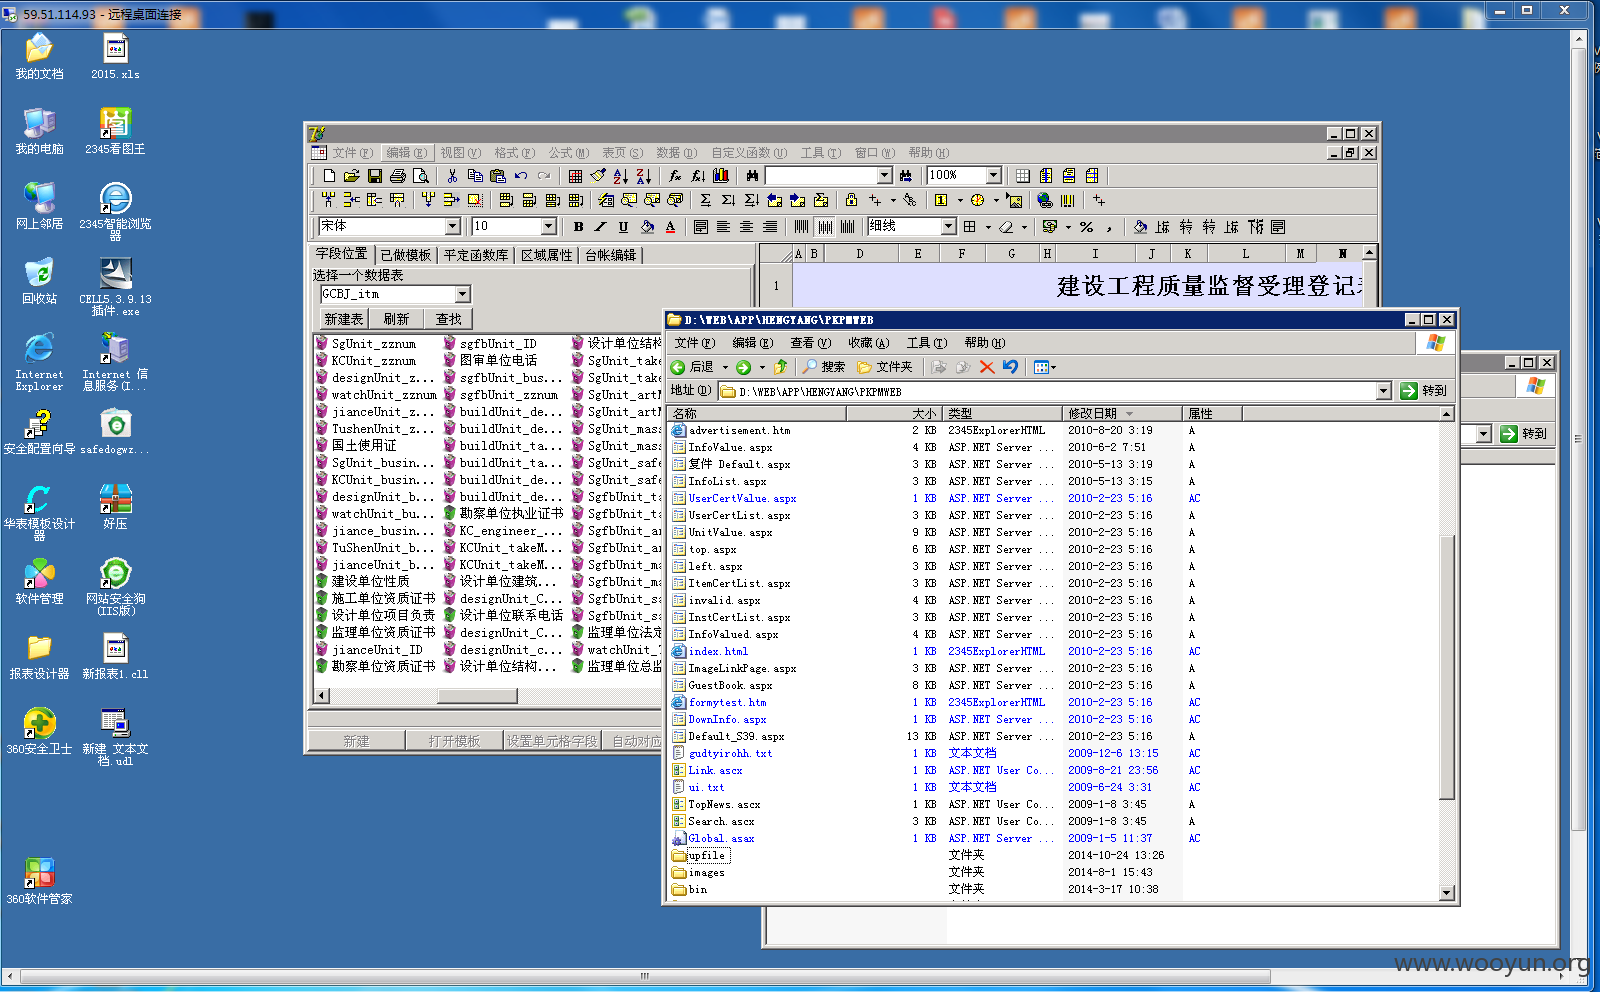 59.51.114.93 - 远程桌面连接
我的文档
2015.xls
我的电脑
2345看图王
网上邻居
2345智能浏览器
回收站
CELL5.3.9.13插件.exe
Internet Explorer
Internet 信息服务(I...
安全配置向导
safedogwz...
华表模板设计器
好压
软件管理
网站安全狗(IIS版)
报表设计器
新报表1.cll
360安全卫士
新建 文本文档.udl
360软件管家
文件(F) 编辑(E) 视图(V) 格式(F) 公式(M) 表页(S) 数据(D) 自定义函数(U) 工具(T) 窗口(W) 帮助(H)
100%
宋体 10 细线
字段位置 已做模板 平定函数库 区域属性 台帐编辑
选择一个数据表
GCBJ_itm
新建表 刷新 查找
A B D E F G H I J K L M N
1 建设工程质量监督受理登记
SgUnit_zznum sgfbUnit_ID 设计单位结构
KCUnit_zznum 图审单位电话 SgUnit_take
designUnit_z... sgfbUnit_bus... SgUnit_take
watchUnit_zznum sgfbUnit_zznum SgUnit_art
jianceUnit_z... buildUnit_de... SgUnit_art
TushenUnit_z... buildUnit_de... SgUnit_mas
国土使用证 buildUnit_ta... SgUnit_mas
SgUnit_busin... buildUnit_ta... SgUnit_safe
KCUnit_busin... buildUnit_de... SgUnit_safe
designUnit_b... buildUnit_de... SgfbUnit_ta
watchUnit_bu... 勘察单位执业证书 SgfbUnit_ta
jiance_busin... KC_engineer_... SgfbUnit_a
TuShenUnit_b... KCUnit_takeM... SgfbUnit_a
jianceUnit_b... KCUnit_takeM... SgfbUnit_m
建设单位性质 设计单位建筑... SgfbUnit_m
施工单位资质证书 designUnit_C... SgfbUnit_s
设计单位项目负责 设计单位联系电话 SgfbUnit_s
监理单位资质证书 designUnit_C... 监理单位法定
jianceUnit_ID designUnit_c... watchUnit_
勘察单位资质证书 设计单位结构... 监理单位总监
新建 打开模板 设置单元格字段 自动对应
D:\WEB\APP\HENGYANG\PKPMWEB
文件(F) 编辑(E) 查看(V) 收藏(A) 工具(T) 帮助(H)
后退 搜索 文件夹
地址(D) D:\WEB\APP\HENGYANG\PKPMWEB 转到
名称 大小 类型 修改日期 属性
advertisement.htm 2 KB 2345ExplorerHTML 2010-8-20 3:19 A
InfoValue.aspx 4 KB ASP.NET Server ... 2010-6-2 7:51 A
复件 Default.aspx 3 KB ASP.NET Server ... 2010-5-13 3:19 A
InfoList.aspx 3 KB ASP.NET Server ... 2010-5-13 3:15 A
UserCertValue.aspx 1 KB ASP.NET Server ... 2010-2-23 5:16 AC
UserCertList.aspx 3 KB ASP.NET Server ... 2010-2-23 5:16 A
UnitValue.aspx 9 KB ASP.NET Server ... 2010-2-23 5:16 A
top.aspx 6 KB ASP.NET Server ... 2010-2-23 5:16 A
left.aspx 3 KB ASP.NET Server ... 2010-2-23 5:16 A
ItemCertList.aspx 3 KB ASP.NET Server ... 2010-2-23 5:16 A
invalid.aspx 4 KB ASP.NET Server ... 2010-2-23 5:16 A
InstCertList.aspx 3 KB ASP.NET Server ... 2010-2-23 5:16 A
InfoValued.aspx 4 KB ASP.NET Server ... 2010-2-23 5:16 A
index.html 1 KB 2345ExplorerHTML 2010-2-23 5:16 AC
ImageLinkPage.aspx 3 KB ASP.NET Server ... 2010-2-23 5:16 A
GuestBook.aspx 8 KB ASP.NET Server ... 2010-2-23 5:16 A
formytest.htm 1 KB 2345ExplorerHTML 2010-2-23 5:16 AC
DownInfo.aspx 1 KB ASP.NET Server ... 2010-2-23 5:16 AC
Default_S39.aspx 13 KB ASP.NET Server ... 2010-2-23 5:16 A
gudtyirohh.txt 1 KB 文本文档 2009-12-6 13:15 AC
Link.ascx 1 KB ASP.NET User Co... 2009-8-21 23:56 AC
ui.txt 1 KB 文本文档 2009-6-24 3:31 AC
TopNews.ascx 1 KB ASP.NET User Co... 2009-1-8 3:45 A
Search.ascx 3 KB ASP.NET User Co... 2009-1-8 3:45 A
Global.asax 1 KB ASP.NET Server ... 2009-1-5 11:37 AC
upfile 文件夹 2014-10-24 13:26
images 文件夹 2014-8-1 15:43
bin 文件夹 2014-3-17 10:38
转到
www.wooyun.org